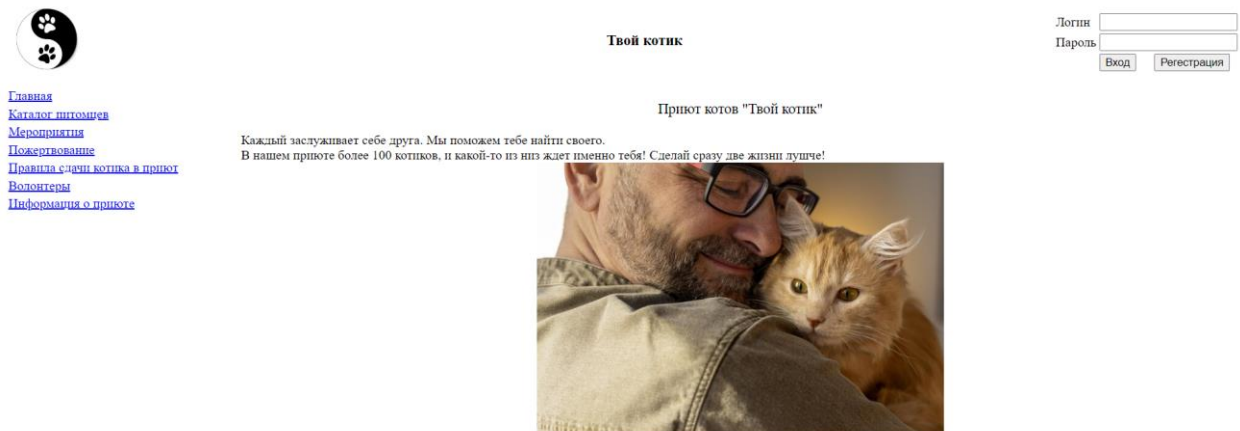 Твой котик
Логин
Пароль
Вход Регестрация
Главная
Каталог питомцев
Мероприятия
Пожертвование
Правила сдачи котика в приют
Волонтеры
Информация о приюте
Приют котов "Твой котик"
Каждый заслуживает себе друга. Мы поможем тебе найти своего.
В нашем приюте более 100 котиков, и какой-то из низ ждет именно тебя! Сделай сразу две жизни лушче!